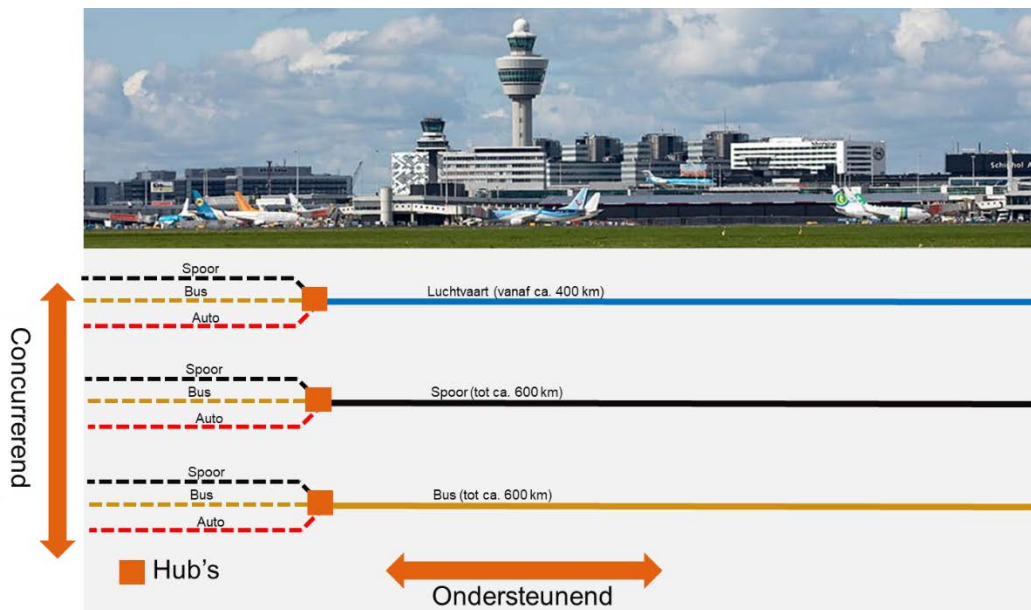 Schiphol A
Spoor
Bus
Luchtvaart (vanaf ca. 400 km)
Auto
Spoor
Bus
Spoor (tot ca. 600 km)
Auto
Spoor
Bus
Bus (tot ca. 600 km)
Auto
Concurrerend
Hub's
Ondersteunend